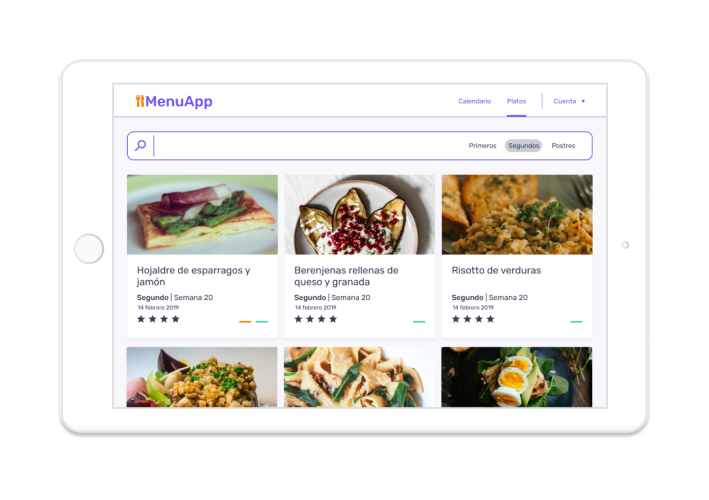 MenuApp
Calendario Platos Cuenta
Primeros Segundos Postres
Hojaldre de esparragos y
jamón
Segundo | Semana 20
14 febrero 2019
Berenjenas rellenas de
queso y granada
Segundo | Semana 20
14 febrero 2019
Risotto de verduras
Segundo | Semana 20
14 febrero 2019